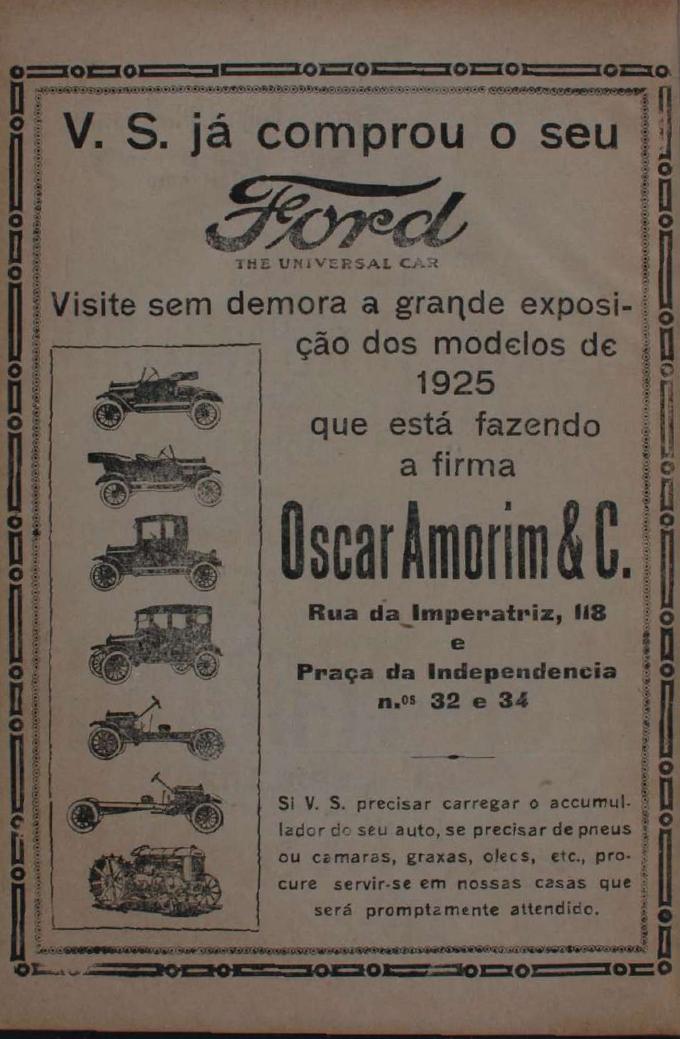 V. S. já comprou o seu
Ford
THE UNIVERSAL CAR
Visite sem demora a grande exposi-
ção dos modelos de
1925
que está fazendo
a firma
Oscar Amorim & C.
Rua da Imperatriz, 118
e
Praça da Independencia
n.os 32 e 34
Si V. S. precisar carregar o accumul-
lador do seu auto, se precisar de pneus
ou camaras, graxas, olecs, etc., pro-
cure servir-se em nossas casas que
será promptamente attendido.